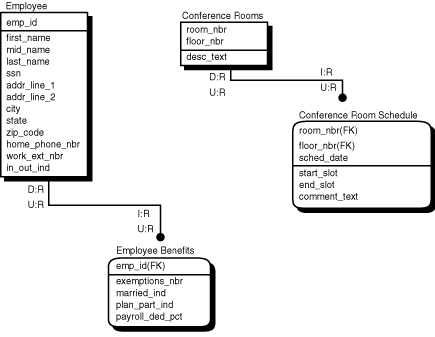 Employee
emp_id
first_name
mid_name
last_name
ssn
addr_line_1
addr_line_2
city
state
zip_code
home_phone_nbr
work_ext_nbr
in_out_ind
D:R
U:R
I:R
U:R
Employee Benefits
emp_id(FK)
exemptions_nbr
married_ind
plan_part_ind
payroll_ded_pct
Conference Rooms
room_nbr
floor_nbr
desc_text
D:R
U:R
I:R
U:R
Conference Room Schedule
room_nbr(FK)
floor_nbr(FK)
sched_date
start_slot
end_slot
comment_text